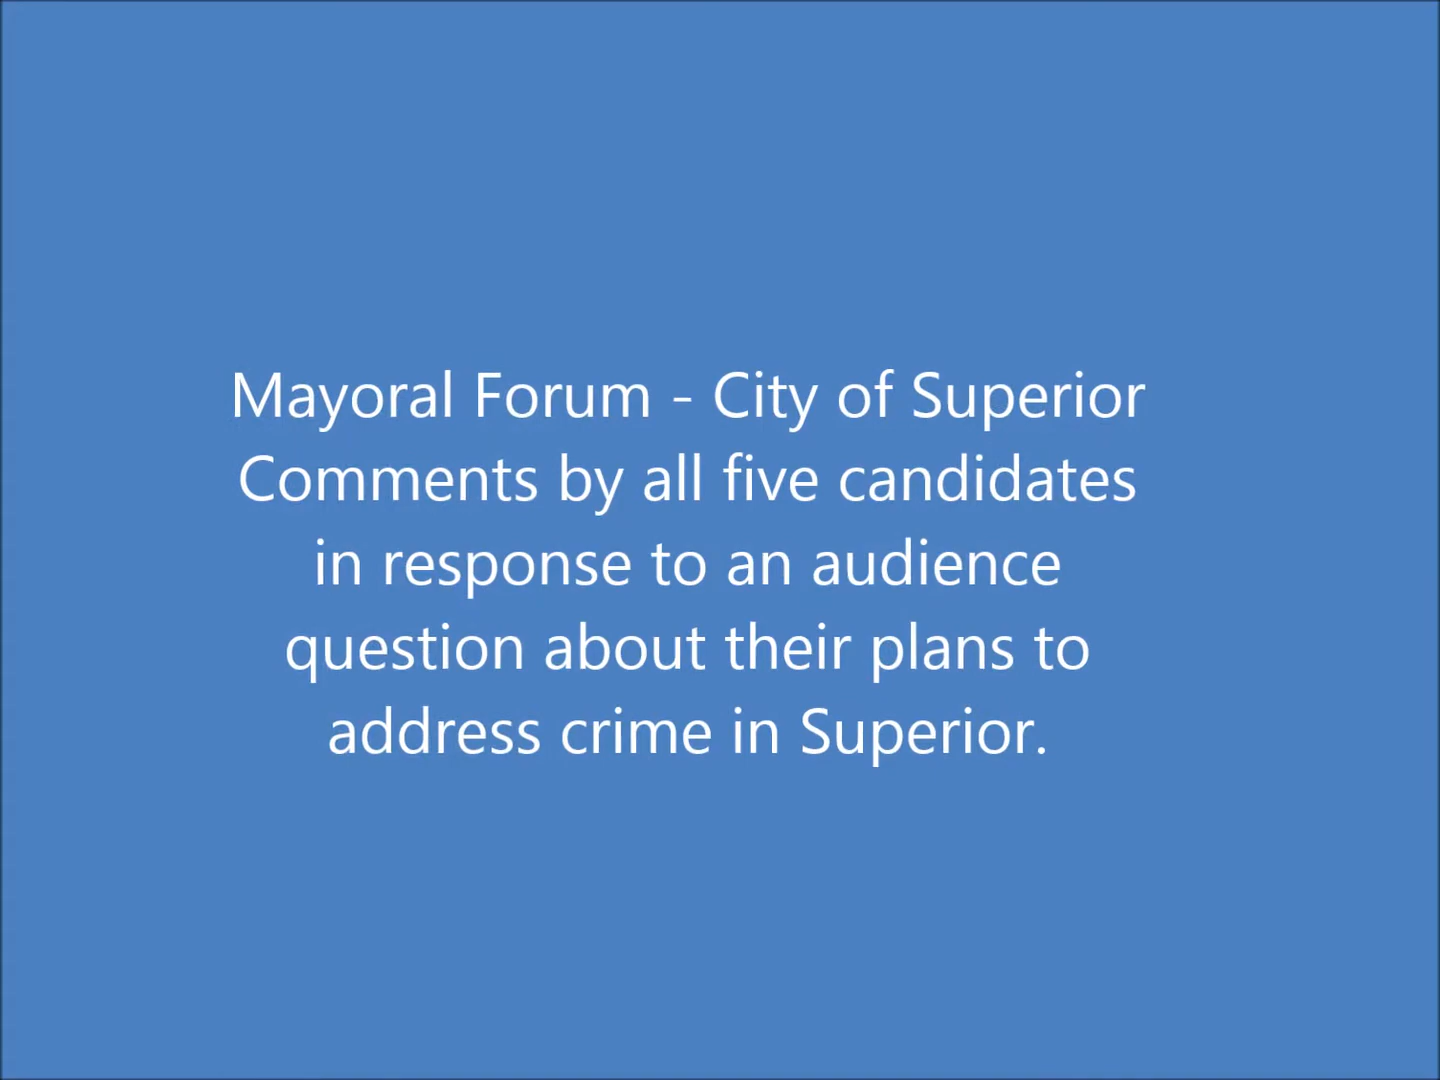 Mayoral Forum - City of Superior
Comments by all five candidates
in response to an audience
question about their plans to
address crime in Superior.